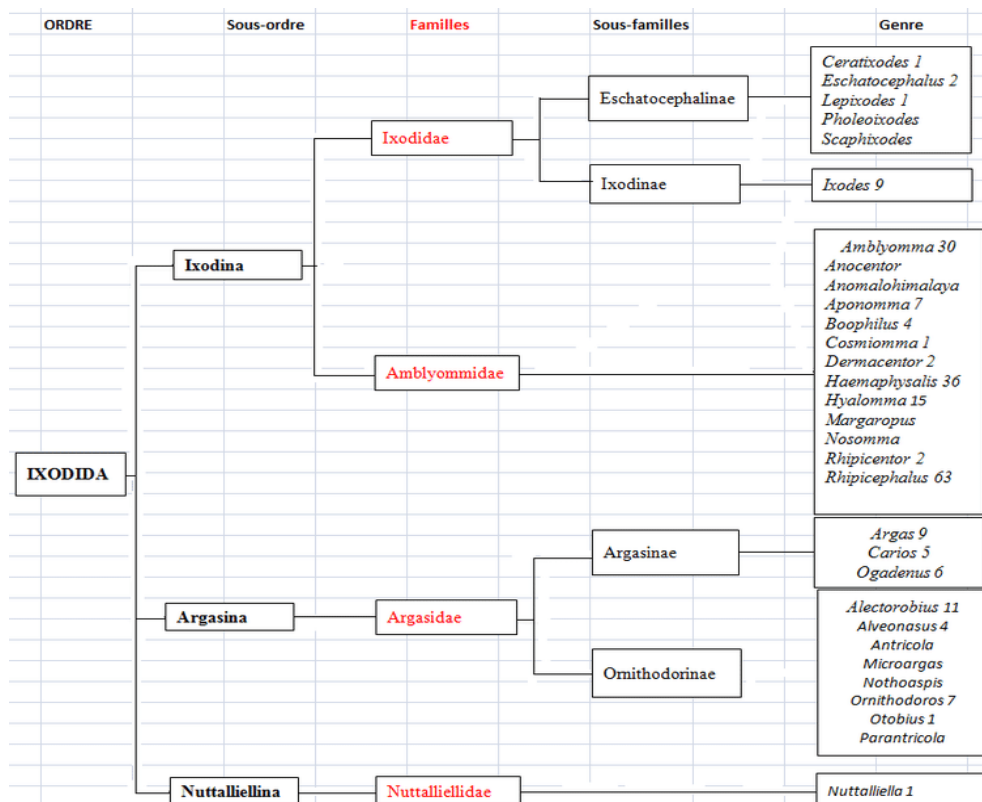 ORDRE Sous-ordre Familles Sous-familles Genre
Eschatocephalinae
Ceratixodes 1
Eschatocephalus 2
Lepixodes 1
Pholeoixodes
Scaphixodes
Ixodidae
Ixodinae
Ixodes 9
Ixodina
Amblyommidae
Amblyomma 30
Anocentor
Anomalohimalaya
Aponomma 7
Boophilus 4
Cosmiomma 1
Dermacentor 2
Haemaphysalis 36
Hyalomma 15
Margaropus
Nosomma
Rhipicentor 2
Rhipicephalus 63
IXODIDA
Argasinae
Argas 9
Carios 5
Ogadenus 6
Argasina
Argasidae
Ornithodorinae
Alectorobius 11
Alveonasus 4
Antricola
Microargas
Nothoaspis
Ornithodoros 7
Otobius 1
Parantricola
Nuttalliellina
Nuttalliellidae
Nuttalliella 1